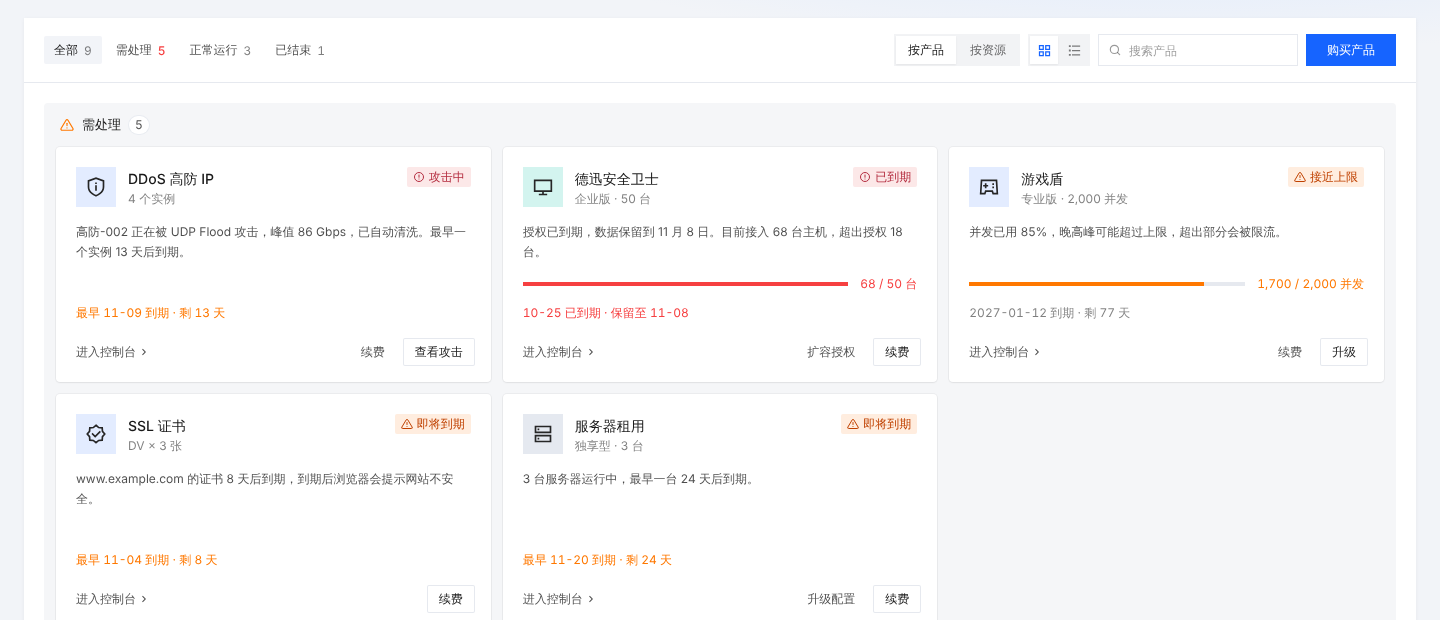 全部 9 需处理 5 正常运行 3 已结束 1 按产品 按资源 搜索产品 购买产品
需处理 5
DDoS 高防 IP 攻击中
4 个实例
高防-002 正在被 UDP Flood 攻击，峰值 86 Gbps，已自动清洗。最早一
个实例 13 天后到期。
最早 11-09 到期 · 剩 13 天
进入控制台 续费 查看攻击
德迅安全卫士 已到期
企业版 · 50 台
授权已到期，数据保留到 11 月 8 日。目前接入 68 台主机，超出授权 18
台。
68 / 50 台
10-25 已到期 · 保留至 11-08
进入控制台 扩容授权 续费
游戏盾 接近上限
专业版 · 2,000 并发
并发已用 85%，晚高峰可能超过上限，超出部分会被限流。
1,700 / 2,000 并发
2027-01-12 到期 · 剩 77 天
进入控制台 续费 升级
SSL 证书 即将到期
DV × 3 张
www.example.com 的证书 8 天后到期，到期后浏览器会提示网站不安
全。
最早 11-04 到期 · 剩 8 天
进入控制台 续费
服务器租用 即将到期
独享型 · 3 台
3 台服务器运行中，最早一台 24 天后到期。
最早 11-20 到期 · 剩 24 天
进入控制台 升级配置 续费